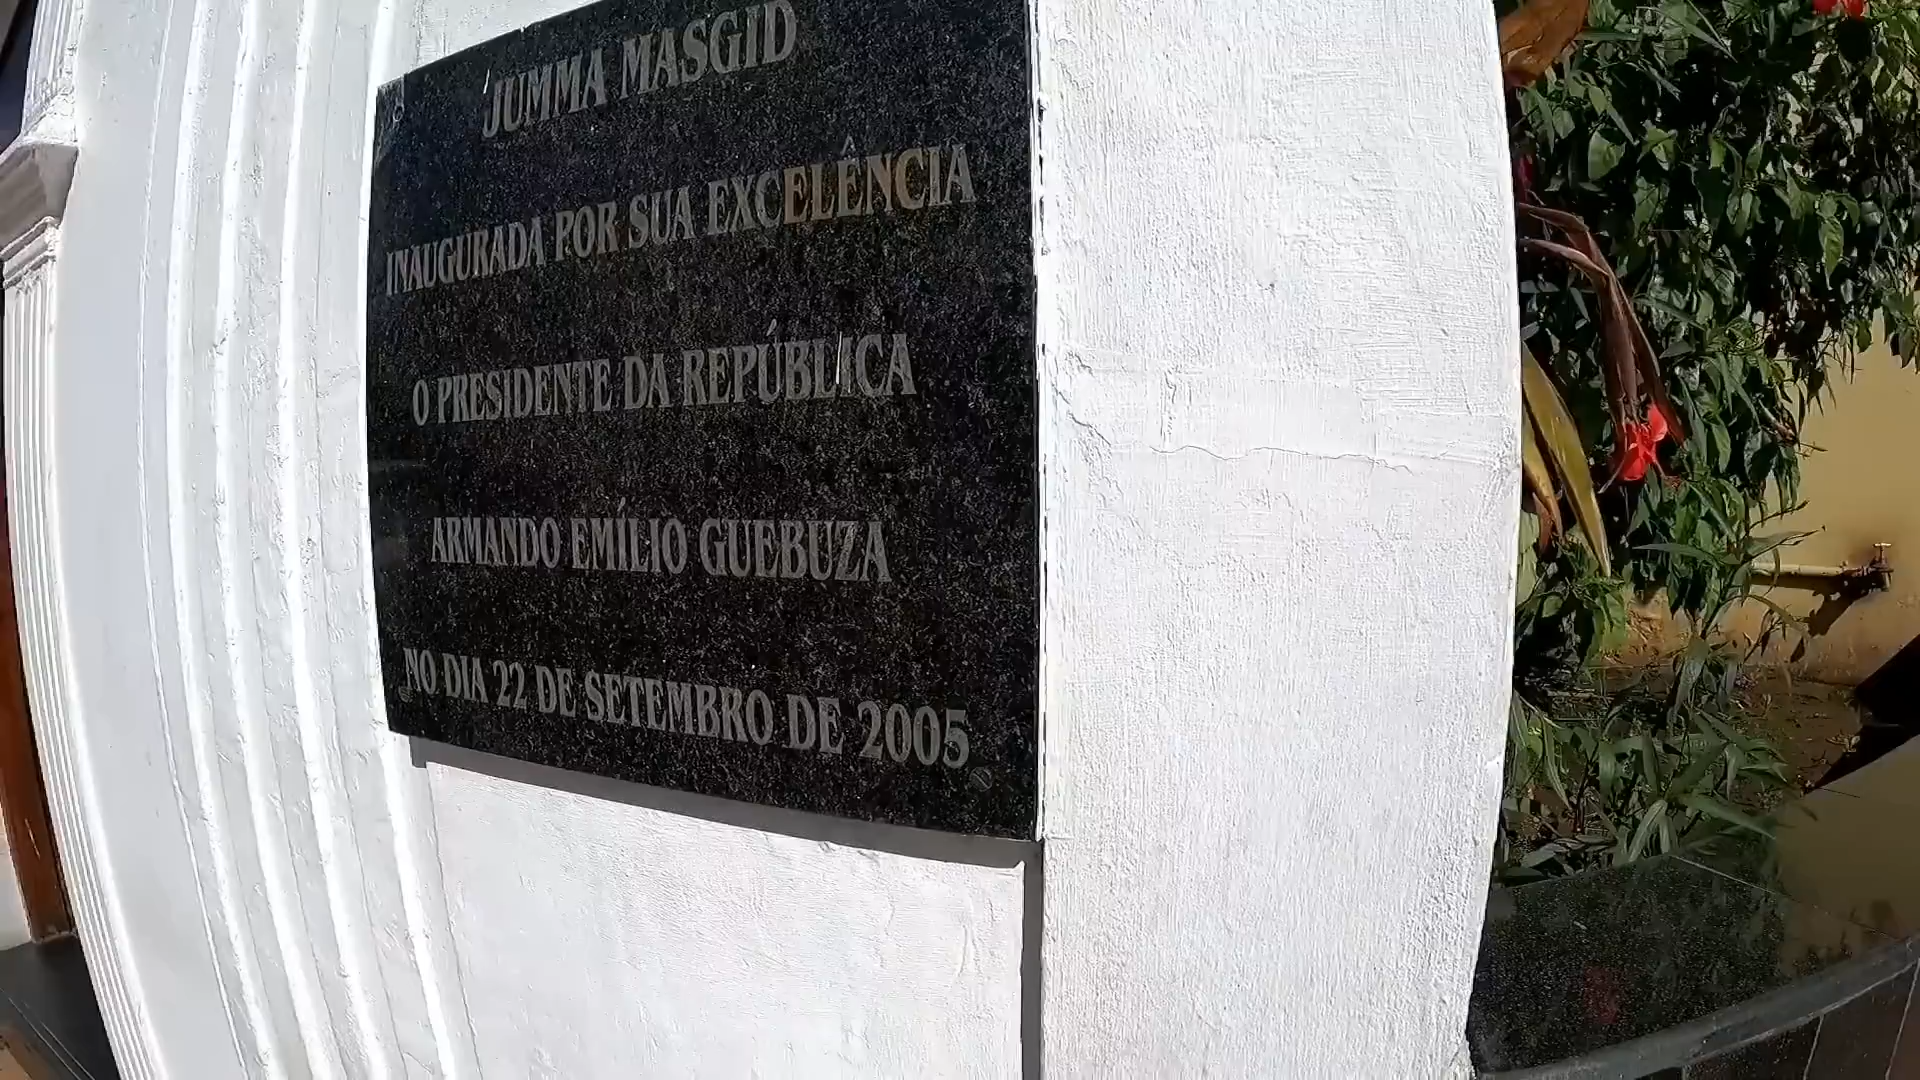 JUMMA MASGID
INAUGURADA POR SUA EXCELÊNCIA
O PRESIDENTE DA REPÚBLICA
ARMANDO EMÍLIO GUEBUZA
NO DIA 22 DE SETEMBRO DE 2005